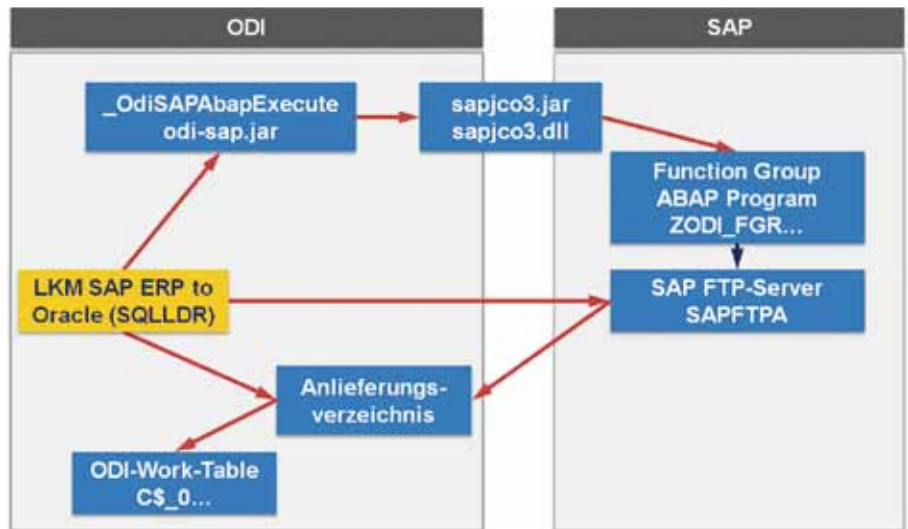 ODI
SAP
_OdiSAPAbapExecute
odi-sap.jar
sapjco3.jar
sapjco3.dll
Function Group
ABAP Program
ZODI_FGR...
LKM SAP ERP to
Oracle (SQLLDR)
SAP FTP-Server
SAPFTPA
Anlieferungs-
verzeichnis
ODI-Work-Table
C$_0...